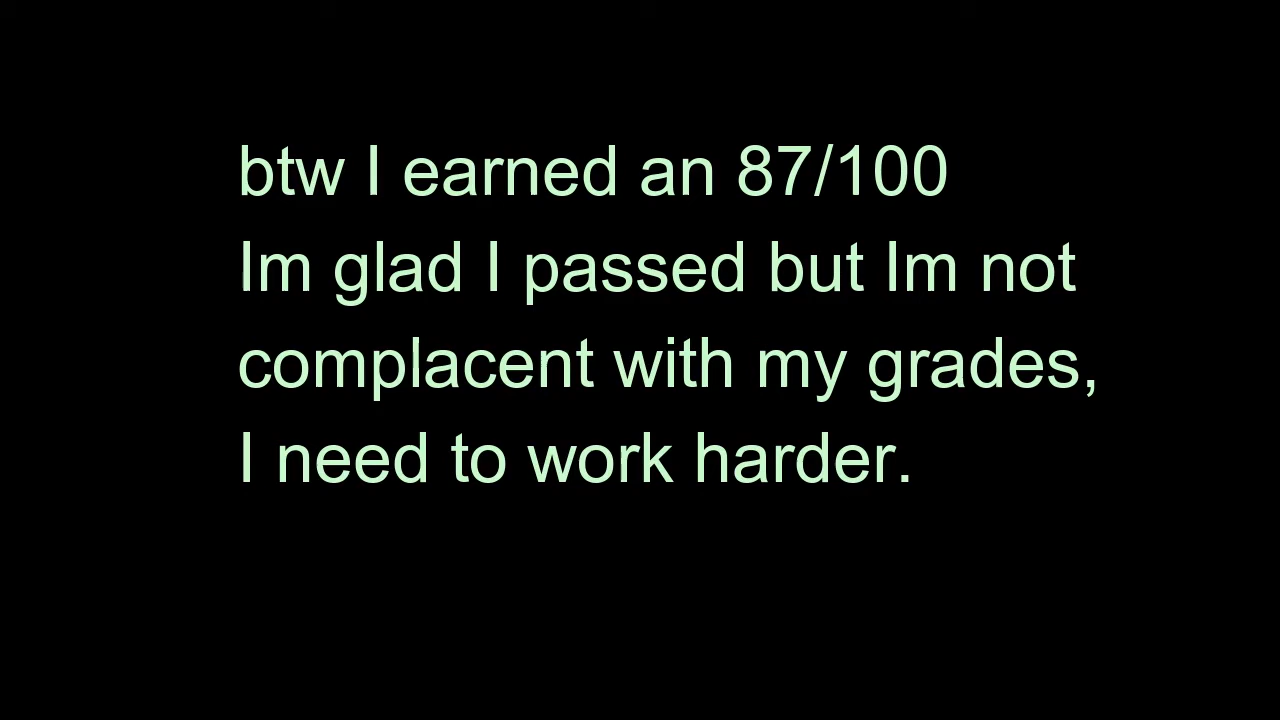 btw I earned an 87/100
Im glad I passed but Im not
complacent with my grades,
I need to work harder.